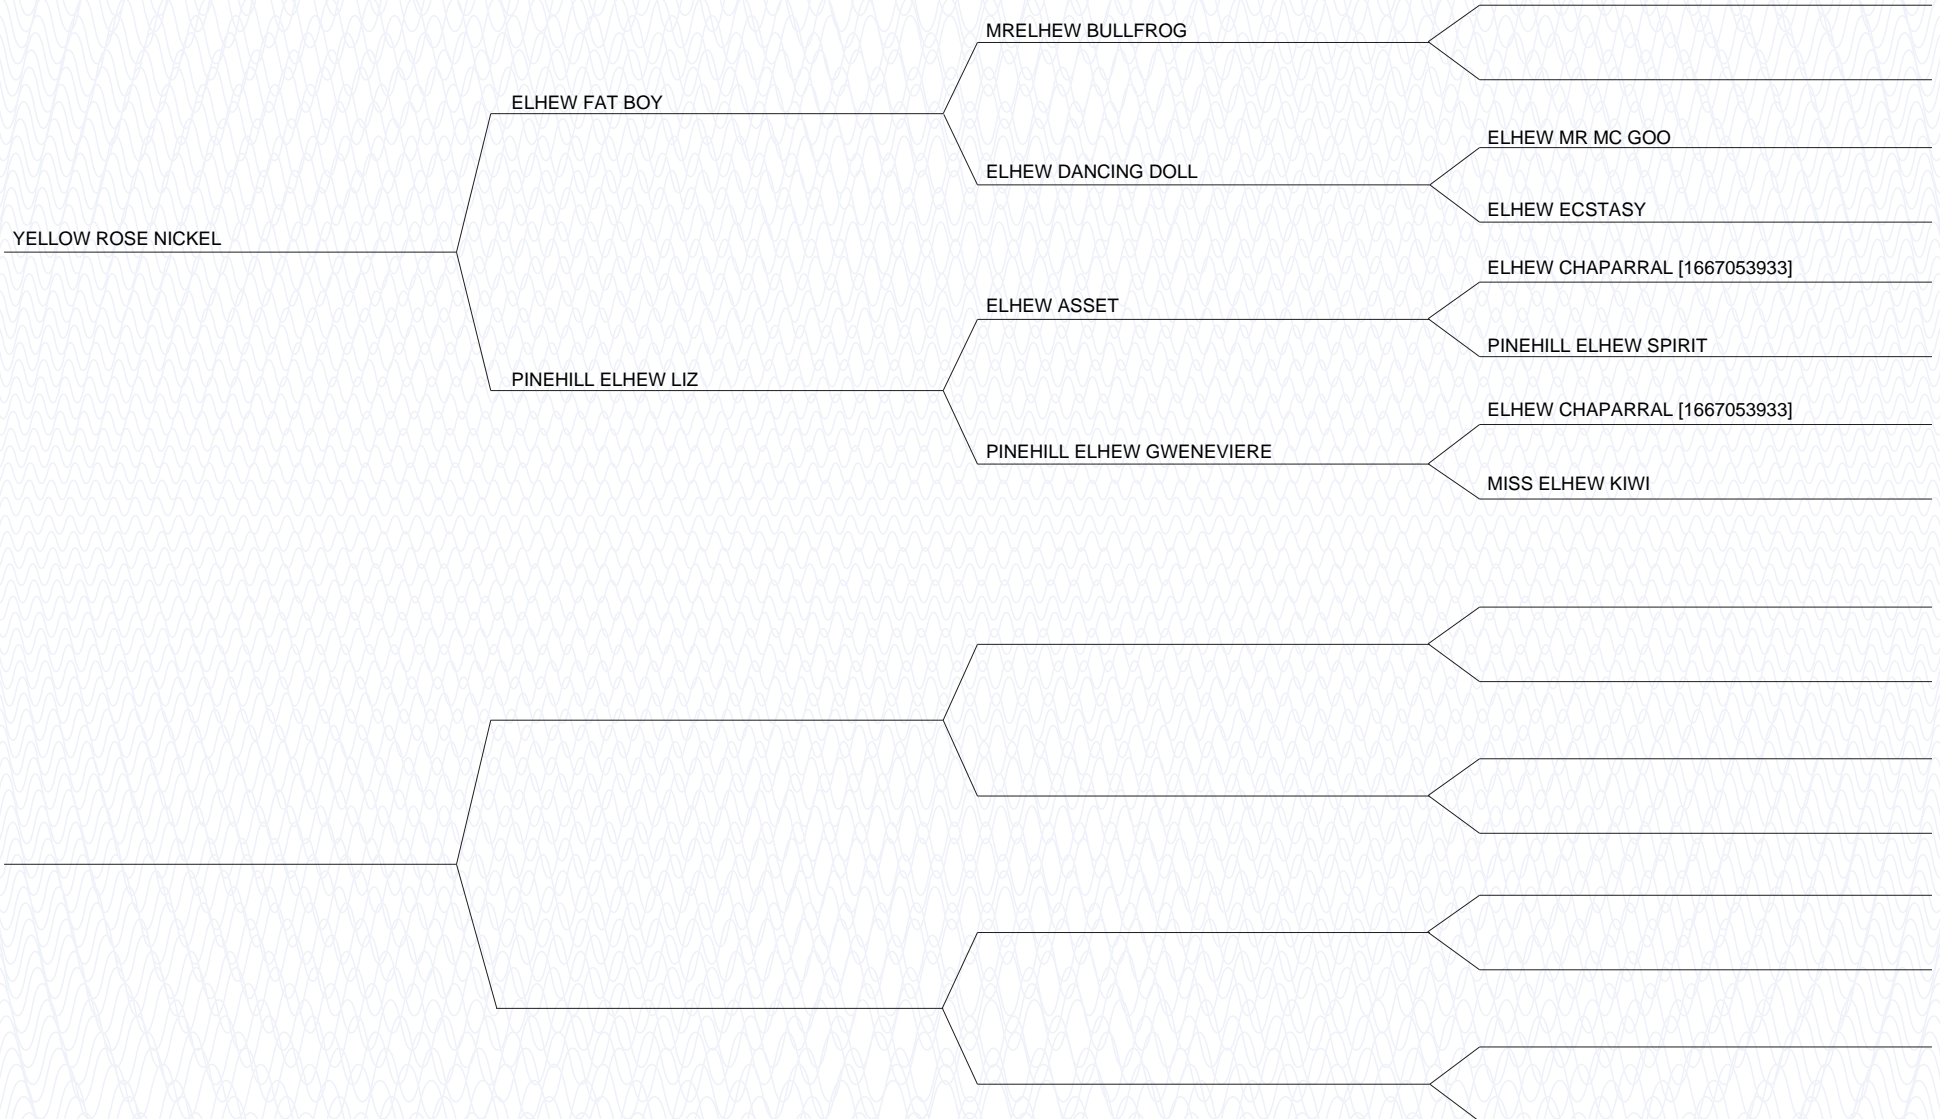 MRELHEW BULLFROG
ELHEW FAT BOY
ELHEW MR MC GOO
ELHEW DANCING DOLL
ELHEW ECSTASY
YELLOW ROSE NICKEL
ELHEW CHAPARRAL [1667053933]
ELHEW ASSET
PINEHILL ELHEW SPIRIT
PINEHILL ELHEW LIZ
ELHEW CHAPARRAL [1667053933]
PINEHILL ELHEW GWENEVIERE
MISS ELHEW KIWI